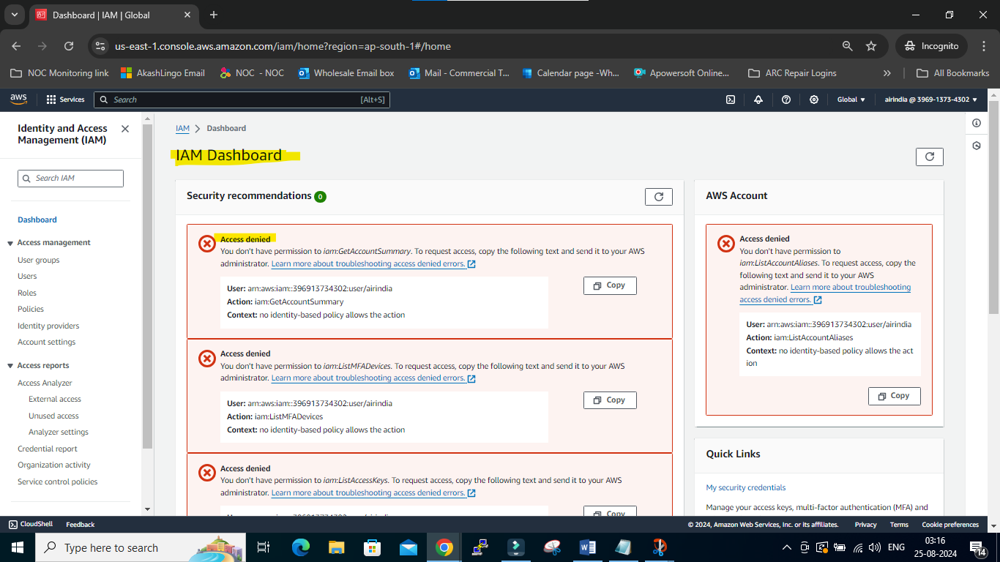 Dashboard | IAM | Global
us-east-1.console.aws.amazon.com/iam/home?region=ap-south-1#/home
Incognito
NOC Monitoring link
AkashLingo Email
NOC - NOC
Wholesale Email box
Mail - Commercial T...
Calendar page -Wh...
Apowersoft Online...
ARC Repair Logins
All Bookmarks
aws
Services
Search
[Alt+S]
Global
airindia @ 3969-1373-4302
Identity and Access
Management (IAM)
Search IAM
Dashboard
Access management
User groups
Users
Roles
Policies
Identity providers
Account settings
Access reports
Access Analyzer
External access
Unused access
Analyzer settings
Credential report
Organization activity
Service control policies
IAM
Dashboard
IAM Dashboard
Security recommendations 0
Access denied
You don't have permission to iam:GetAccountSummary. To request access, copy the following text and send it to your AWS
administrator. Learn more about troubleshooting access denied errors.
User: arn:aws:iam::396913734302:user/airindia
Action: iam:GetAccountSummary
Context: no identity-based policy allows the action
Copy
Access denied
You don't have permission to iam:ListMFADevices. To request access, copy the following text and send it to your AWS
administrator. Learn more about troubleshooting access denied errors.
User: arn:aws:iam::396913734302:user/airindia
Action: iam:ListMFADevices
Context: no identity-based policy allows the action
Copy
Access denied
You don't have permission to iam:ListAccessKeys. To request access, copy the following text and send it to your AWS
administrator. Learn more about troubleshooting access denied errors.
Copy
AWS Account
Access denied
You don't have permission to
iam:ListAccountAliases. To request access, copy the
following text and send it to your AWS
administrator. Learn more about troubleshooting
access denied errors.
User: arn:aws:iam::396913734302:user/airindia
Action: iam:ListAccountAliases
Context: no identity-based policy allows the act
ion
Copy
Quick Links
My security credentials
Manage your access keys, multi-factor authentication (MFA) and
CloudShell
Feedback
© 2024, Amazon Web Services, Inc. or its affiliates.
Privacy
Terms
Cookie preferences
Type here to search
ENG
03:16
25-08-2024
14